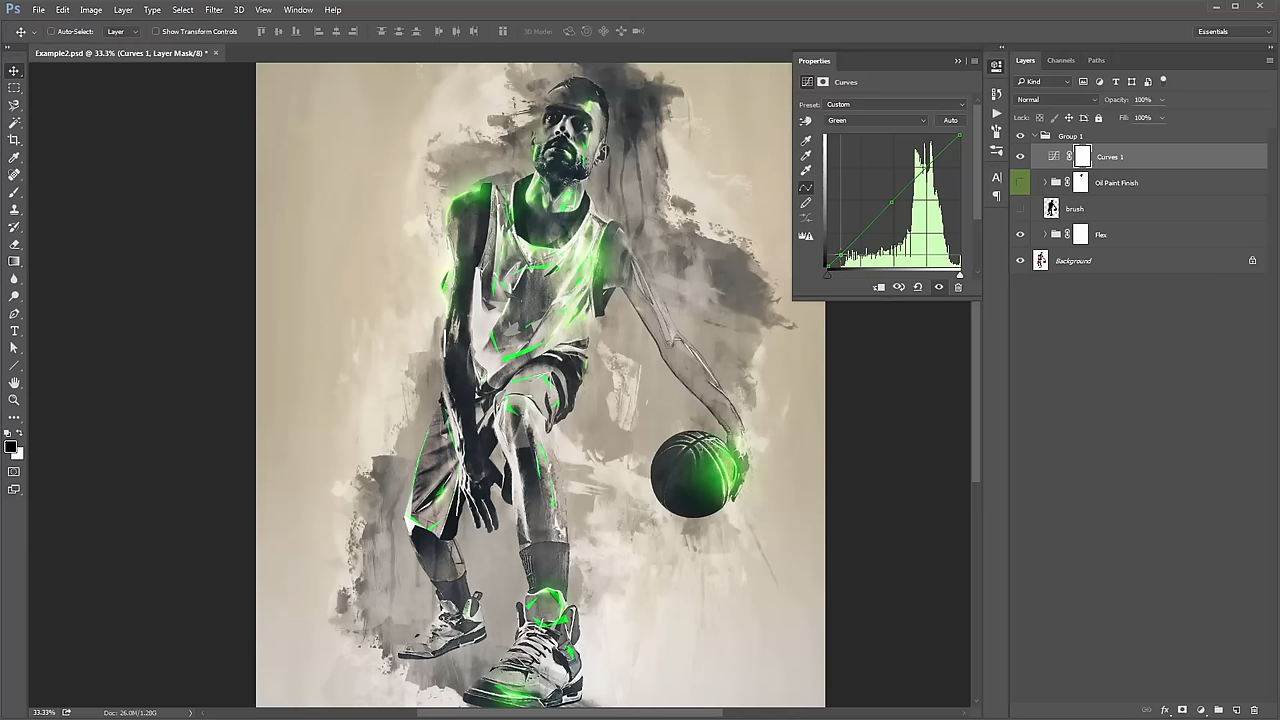 Ps File Edit Image Layer Type Select Filter 3D View Window Help
Auto-Select: Layer Show Transform Controls 3D Mode: Essentials
Example2.psd @ 33.3% (Curves 1, Layer Mask/8) * ×
Properties
Curves
Preset: Custom
Green Auto
Layers Channels Paths
Kind
Normal Opacity: 100%
Lock: Fill: 100%
Group 1
Curves 1
Oil Paint Finish
brush
Flex
Background
33.33% Doc: 26.0M/1.28G